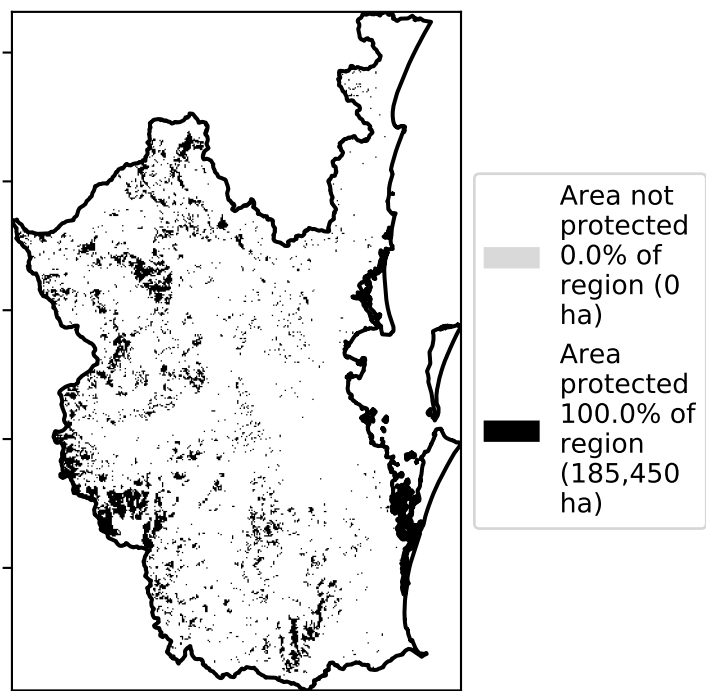 Area not
protected
0.0% of
region (0
ha)
Area
protected
100.0% of
region
(185,450
ha)